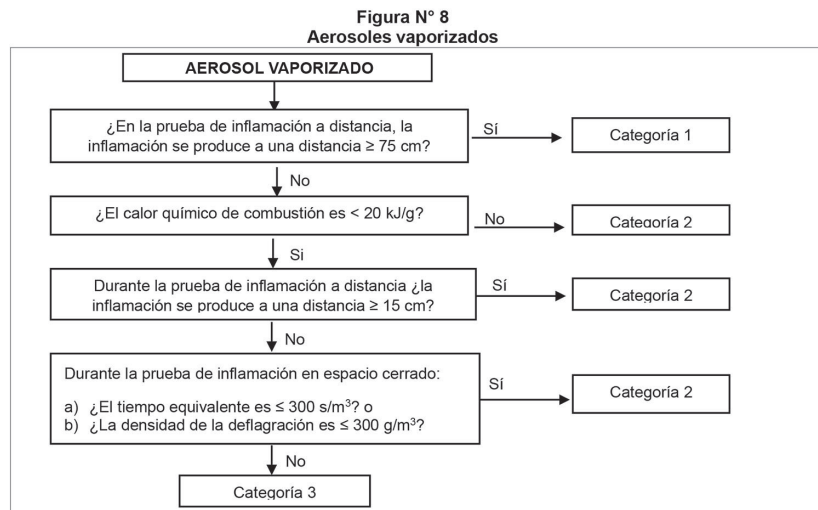 Figura N° 8
Aerosoles vaporizados
AEROSOL VAPORIZADO
¿En la prueba de inflamación a distancia, la
inflamación se produce a una distancia ≥ 75 cm?
Sí
Categoría 1
No
¿El calor químico de combustión es < 20 kJ/g?
No
Categoría 2
Si
Durante la prueba de inflamación a distancia ¿la
inflamación se produce a una distancia ≥ 15 cm?
Sí
Categoría 2
No
Durante la prueba de inflamación en espacio cerrado:
a) ¿El tiempo equivalente es ≤ 300 s/m³? o
b) ¿La densidad de la deflagración es ≤ 300 g/m³?
Sí
Categoría 2
No
Categoría 3